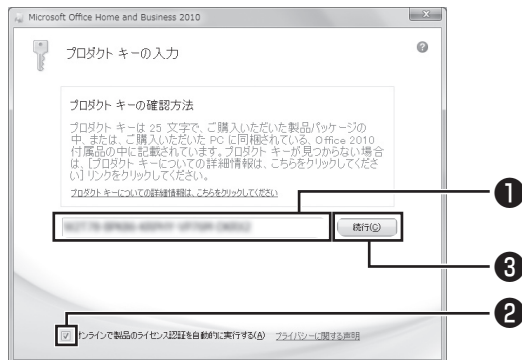 Microsoft Office Home and Business 2010
プロダクト キーの入力
プロダクト キーの確認方法
プロダクト キーは 25 文字で、ご購入いただいた製品パッケージの
中、または、ご購入いただいた PC に同梱されている、Office 2010
付属品の中に記載されています。プロダクト キーが見つからない場合
は、[プロダクト キーについての詳細情報は、こちらをクリックしてくださ
い] リンクをクリックしてください。
プロダクト キーについての詳細情報は、こちらをクリックしてください
❶
続行(C)
❸
❷
オンラインで製品のライセンス認証を自動的に実行する(A) プライバシーに関する声明